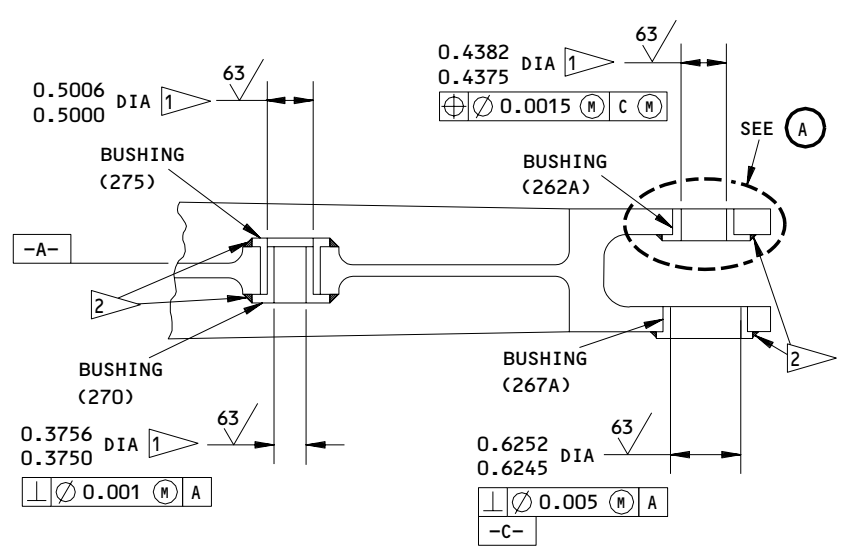 63
0.4382
0.4375 DIA 1
⌖ ⌀ 0.0015 Ⓜ C Ⓜ
63
0.5006
0.5000 DIA 1
SEE A
BUSHING
(275)
BUSHING
(262A)
-A-
2
BUSHING
(270)
BUSHING
(267A)
2
63
0.3756
0.3750 DIA 1
⊥ ⌀ 0.001 Ⓜ A
63
0.6252
0.6245 DIA
⊥ ⌀ 0.005 Ⓜ A
-C-